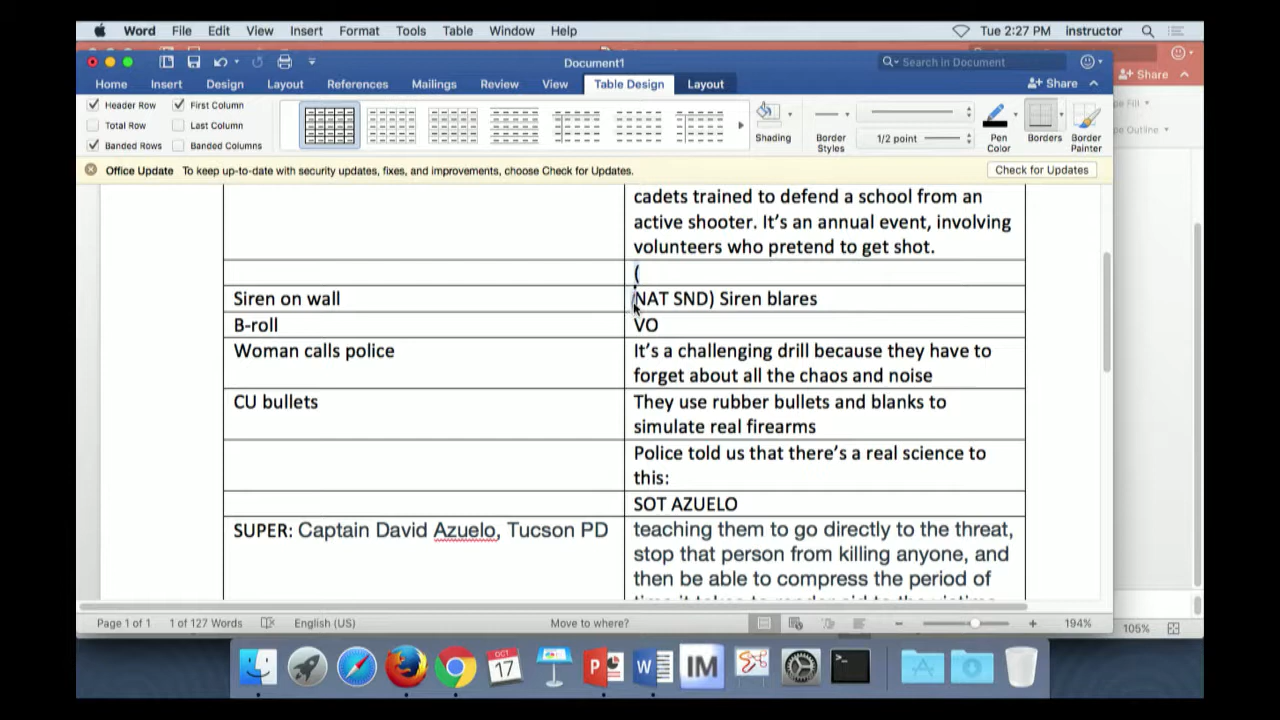 Word File Edit View Insert Format Tools Table Window Help Tue 2:27 PM instructor
Document1
Search in Document
Home Insert Design Layout References Mailings Review View Table Design Layout Share
Share
Header Row First Column
Total Row Last Column
Banded Rows Banded Columns
Shading
Border Styles
1/2 point
Pen Color
Borders
Border Painter
pe Fill
pe Outline
Office Update To keep up-to-date with security updates, fixes, and improvements, choose Check for Updates. Check for Updates
cadets trained to defend a school from an
active shooter. It's an annual event, involving
volunteers who pretend to get shot.
(
Siren on wall (NAT SND) Siren blares
B-roll VO
Woman calls police It's a challenging drill because they have to
forget about all the chaos and noise
CU bullets They use rubber bullets and blanks to
simulate real firearms
Police told us that there's a real science to
this:
SOT AZUELO
SUPER: Captain David Azuelo, Tucson PD teaching them to go directly to the threat,
stop that person from killing anyone, and
then be able to compress the period of
Page 1 of 1 1 of 127 Words English (US) Move to where? 194%
105%
OCT
17
P
W
IM